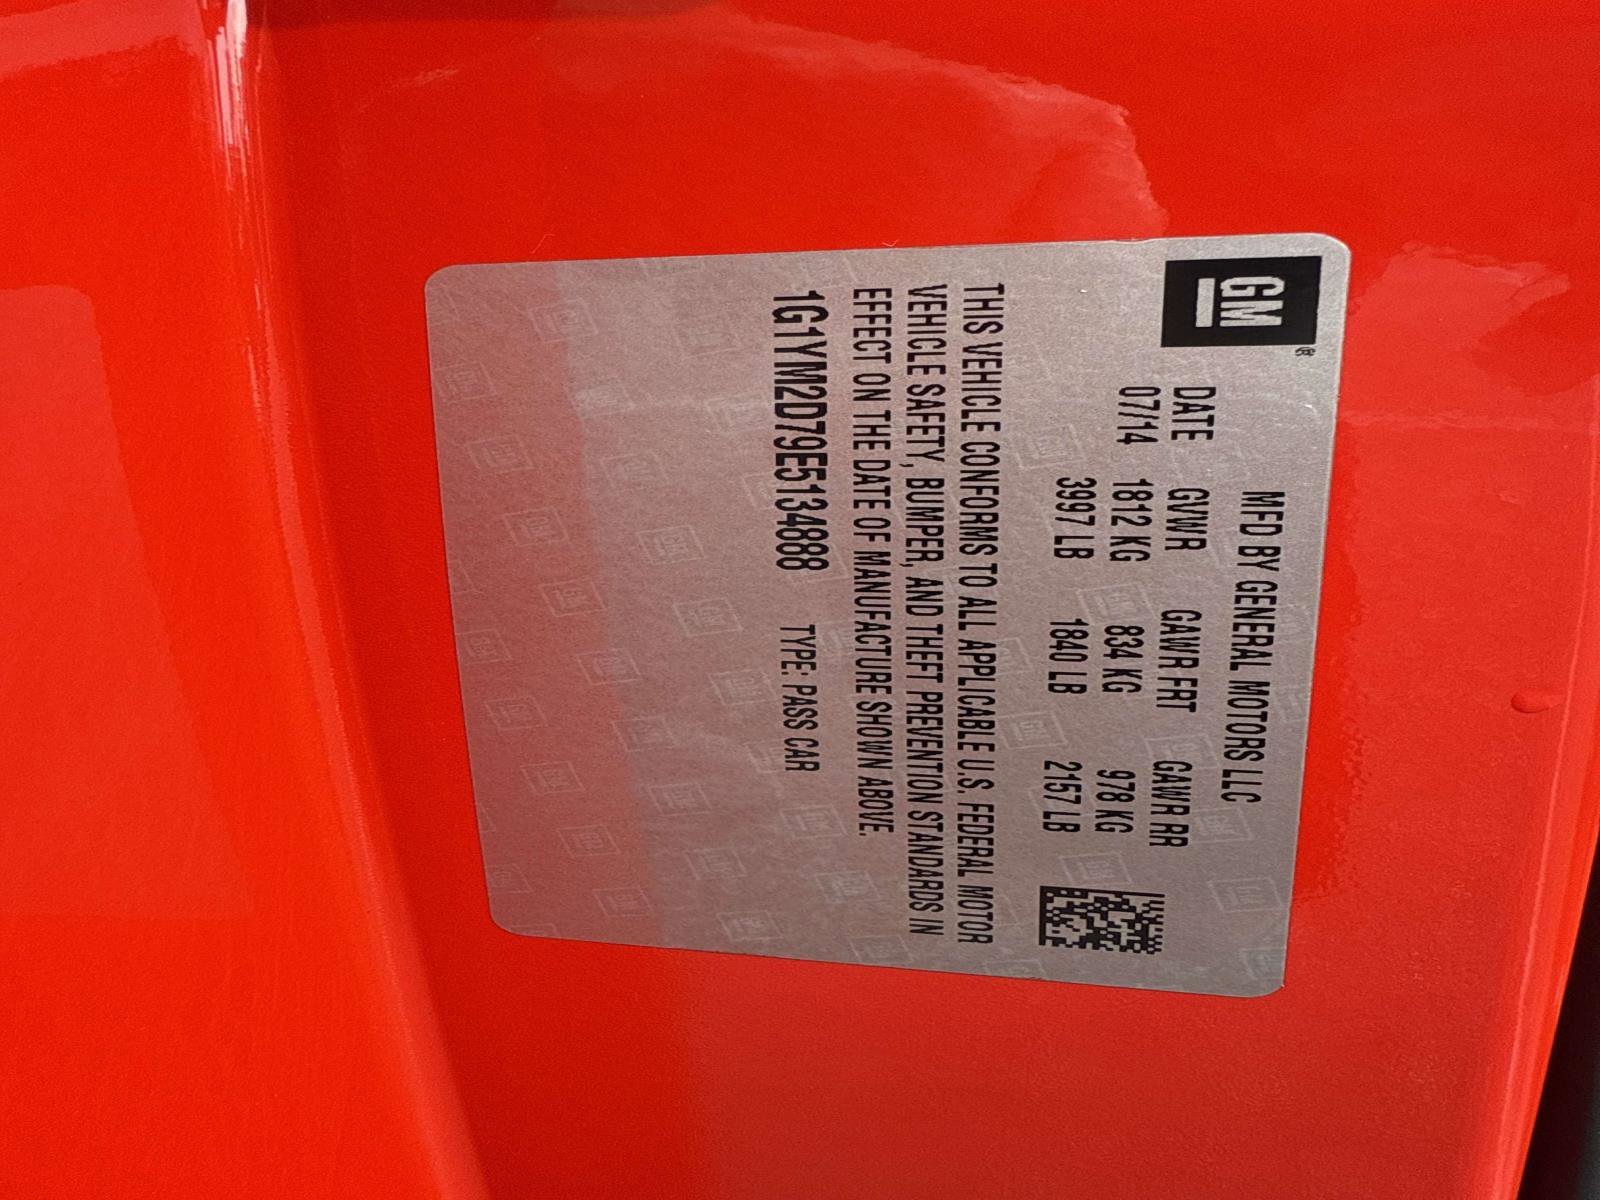 GM®
MFD BY GENERAL MOTORS LLC
DATE GVWR GAWR FRT GAWR RR
07/14 1812 KG 834 KG 978 KG
3997 LB 1840 LB 2157 LB
THIS VEHICLE CONFORMS TO ALL APPLICABLE U.S. FEDERAL MOTOR
VEHICLE SAFETY, BUMPER, AND THEFT PREVENTION STANDARDS IN
EFFECT ON THE DATE OF MANUFACTURE SHOWN ABOVE.
1G1YM2D79E5134888 TYPE: PASS CAR